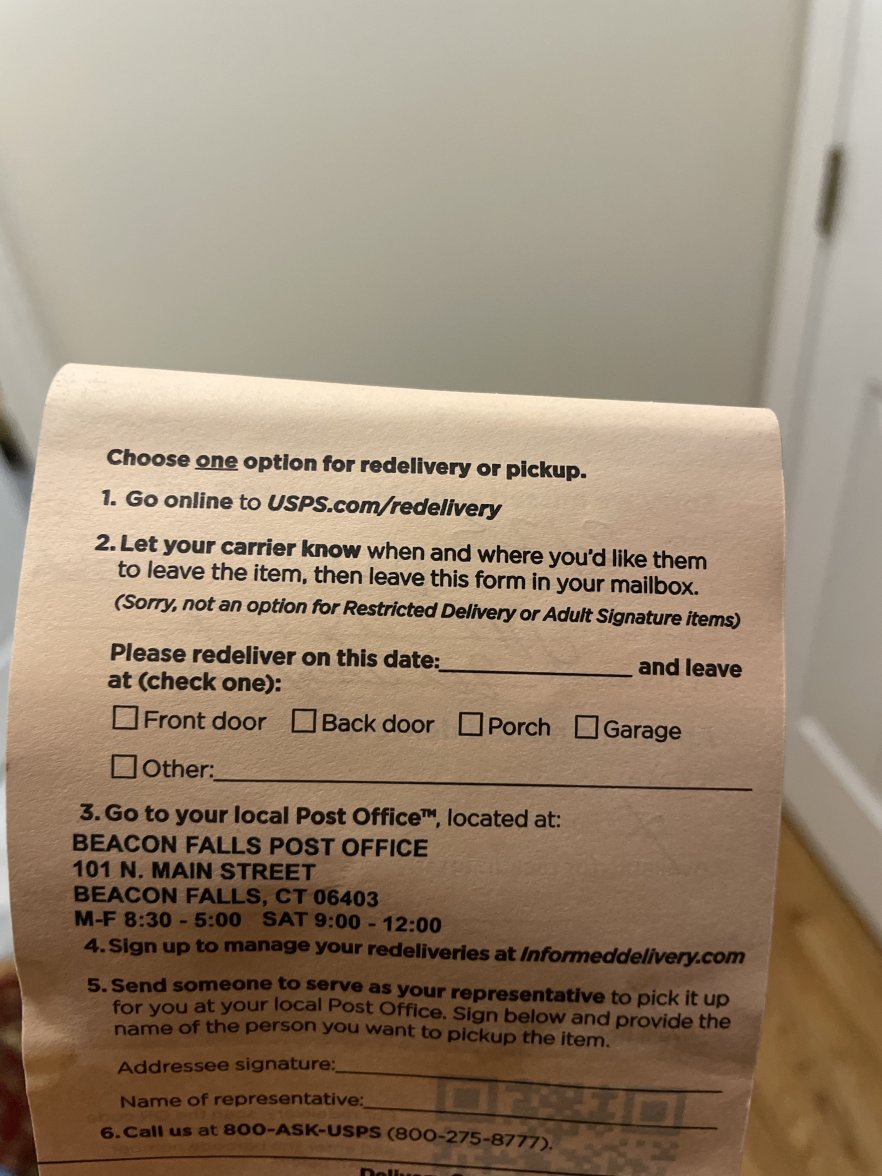 Choose one option for redelivery or pickup.
1. Go online to USPS.com/redelivery
2. Let your carrier know when and where you'd like them
to leave the item, then leave this form in your mailbox.
(Sorry, not an option for Restricted Delivery or Adult Signature items)
Please redeliver on this date:______________ and leave
at (check one):
☐ Front door ☐ Back door ☐ Porch ☐ Garage
☐ Other:______________
3. Go to your local Post Office™, located at:
BEACON FALLS POST OFFICE
101 N. MAIN STREET
BEACON FALLS, CT 06403
M-F 8:30 - 5:00 SAT 9:00 - 12:00
4. Sign up to manage your redeliveries at Informeddelivery.com
5. Send someone to serve as your representative to pick it up
for you at your local Post Office. Sign below and provide the
name of the person you want to pickup the item.
Addressee signature:______________
Name of representative:______________
6. Call us at 800-ASK-USPS (800-275-8777).